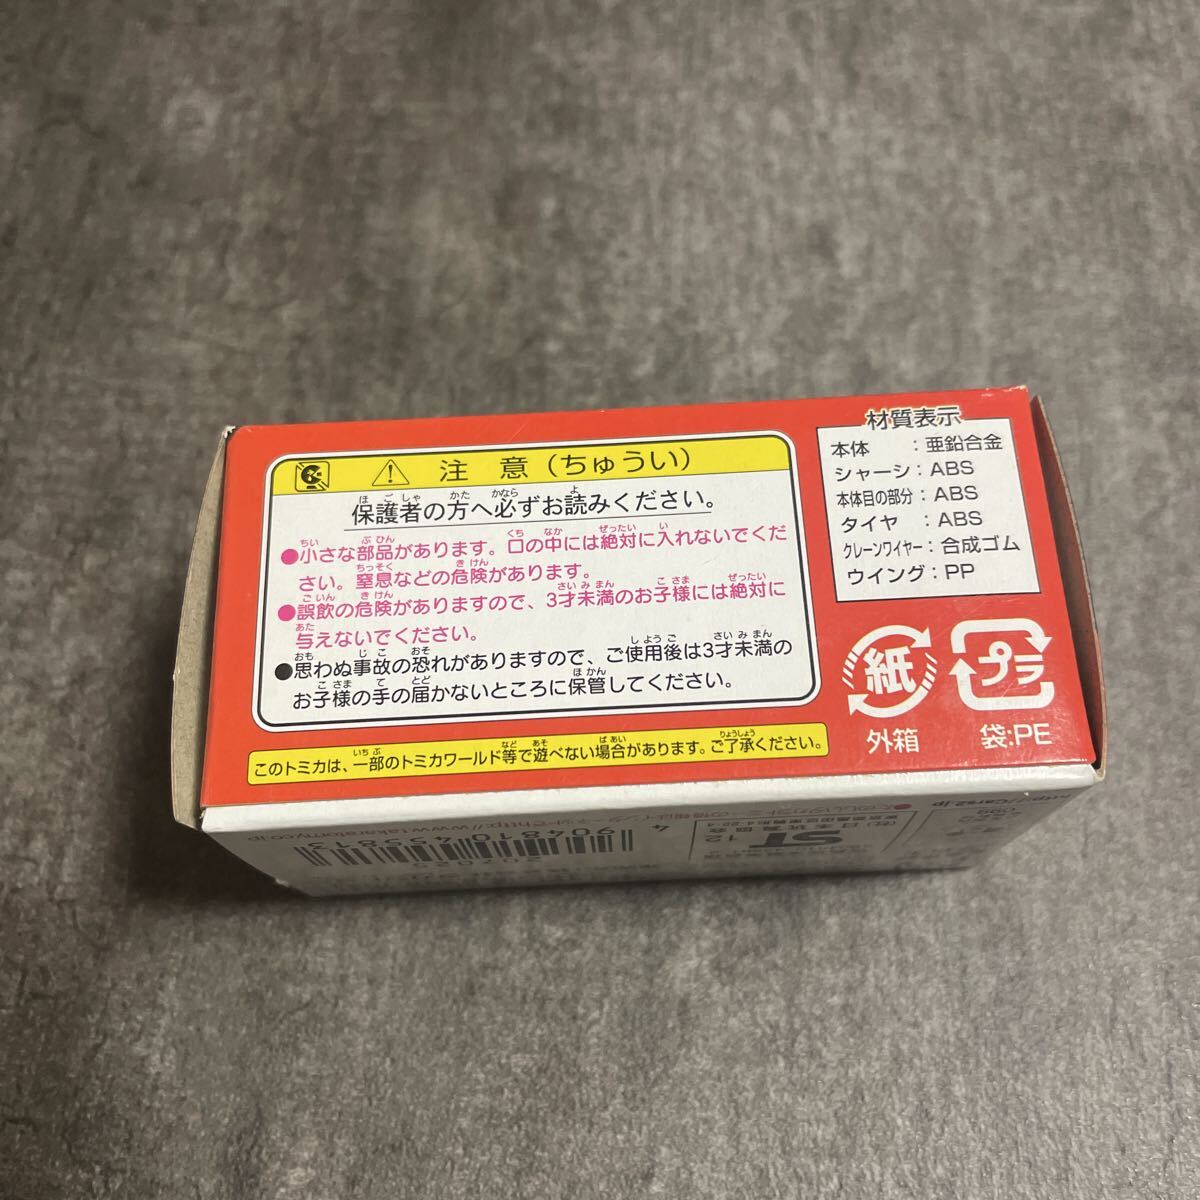 注 意(ちゅうい)
保護者の方へ必ずお読みください。
●小さな部品があります。口の中には絶対に入れないでくだ
さい。窒息などの危険があります。
●誤飲の危険がありますので、3才未満のお子様には絶対に
与えないでください。
●思わぬ事故の恐れがありますので、ご使用後は3才未満の
お子様の手の届かないところに保管してください。
このトミカは、一部のトミカワールド等で遊べない場合があります。ご了承ください。
材質表示
本体 : 亜鉛合金
シャーシ : ABS
本体目の部分 : ABS
タイヤ : ABS
クレーンワイヤー : 合成ゴム
ウイング : PP
紙
外箱
プラ
袋:PE
http://www.takaratomy.co.jp
4 904810 455813
ST
12